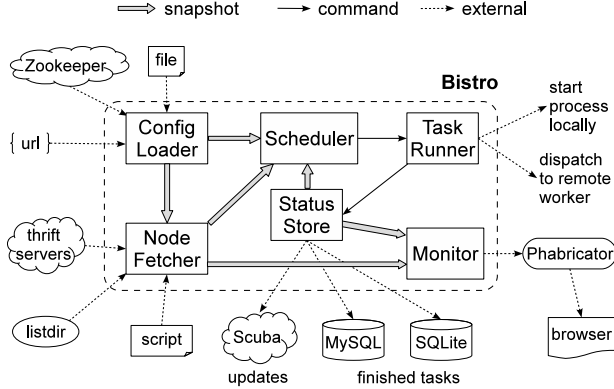 snapshot
command
external
Zookeeper
file
Bistro
{ url }
Config
Loader
Scheduler
Task
Runner
start
process
locally
dispatch
to remote
worker
Status
Store
thrift
servers
Node
Fetcher
Monitor
Phabricator
listdir
script
Scuba
MySQL
SQLite
browser
updates
finished tasks